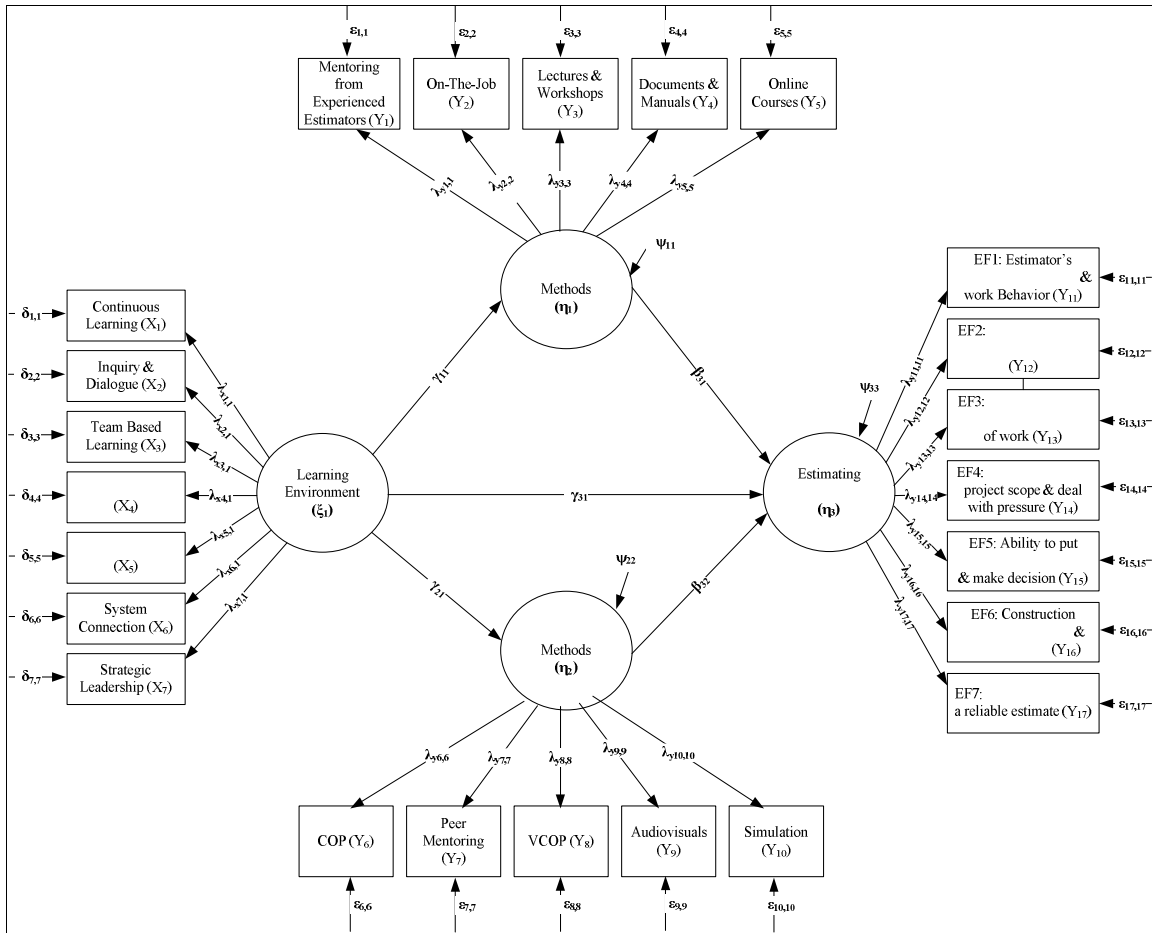 ε1,1
ε2,2
ε3,3
ε4,4
ε5,5
Mentoring
from
Experienced
Estimators (Y1)
On-The-Job
(Y2)
Lectures &
Workshops
(Y3)
Documents &
Manuals (Y4)
Online
Courses (Y5)
λy1,1
λy2,2
λy3,3
λy4,4
λy5,5
Methods
(η1)
ψ11
δ1,1
Continuous
Learning (X1)
δ2,2
Inquiry &
Dialogue (X2)
δ3,3
Team Based
Learning (X3)
δ4,4
(X4)
δ5,5
(X5)
δ6,6
System
Connection (X6)
δ7,7
Strategic
Leadership (X7)
λx1,1
λx2,1
λx3,1
λx4,1
λx5,1
λx6,1
λx7,1
Learning
Environment
(ξ1)
γ11
γ31
γ21
β31
β32
ψ33
Estimating
(η3)
λy11,11
λy12,12
λy13,13
λy14,14
λy15,15
λy16,16
λy17,17
EF1: Estimator's
&
work Behavior (Y11)
ε11,11
EF2:
(Y12)
ε12,12
EF3:
of work (Y13)
ε13,13
EF4:
project scope & deal
with pressure (Y14)
ε14,14
EF5: Ability to put
& make decision (Y15)
ε15,15
EF6: Construction
&
(Y16)
ε16,16
EF7:
a reliable estimate (Y17)
ε17,17
ψ22
Methods
(η2)
λy6,6
λy7,7
λy8,8
λy9,9
λy10,10
COP (Y6)
Peer
Mentoring
(Y7)
VCOP (Y8)
Audiovisuals
(Y9)
Simulation
(Y10)
ε6,6
ε7,7
ε8,8
ε9,9
ε10,10